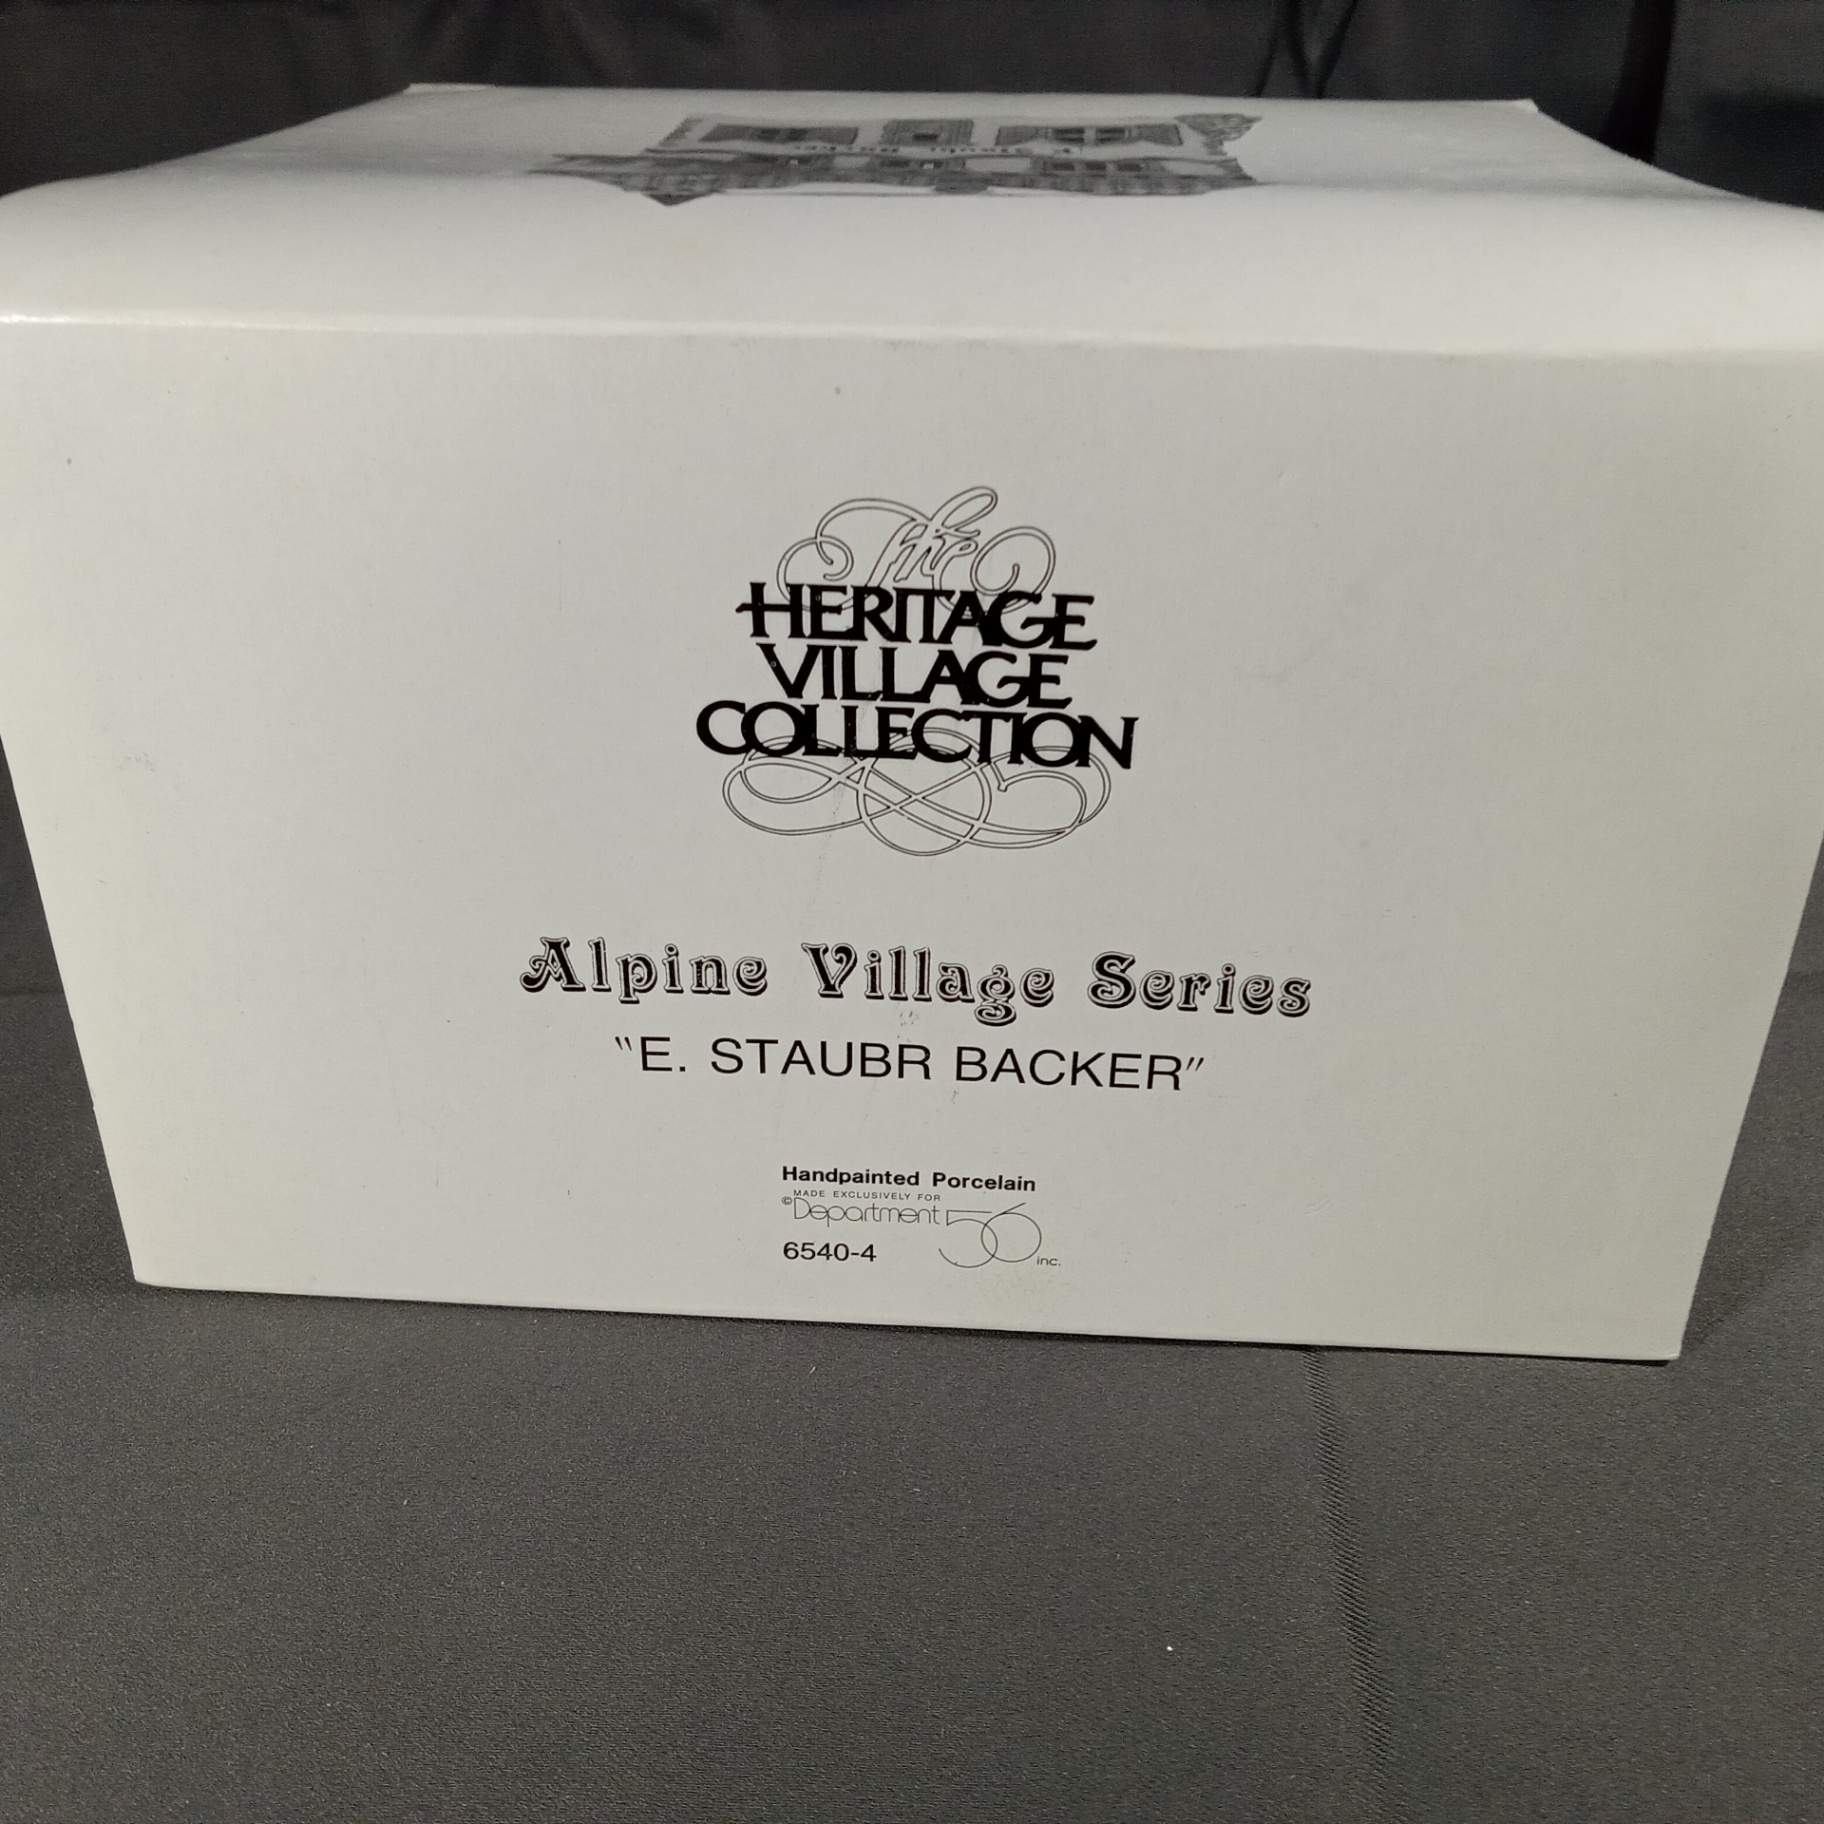 The
HERITAGE
VILLAGE
COLLECTION
Alpine Village Series
"E. STAUBR BACKER"
Handpainted Porcelain
MADE EXCLUSIVELY FOR
©Department 56 inc.
6540-4